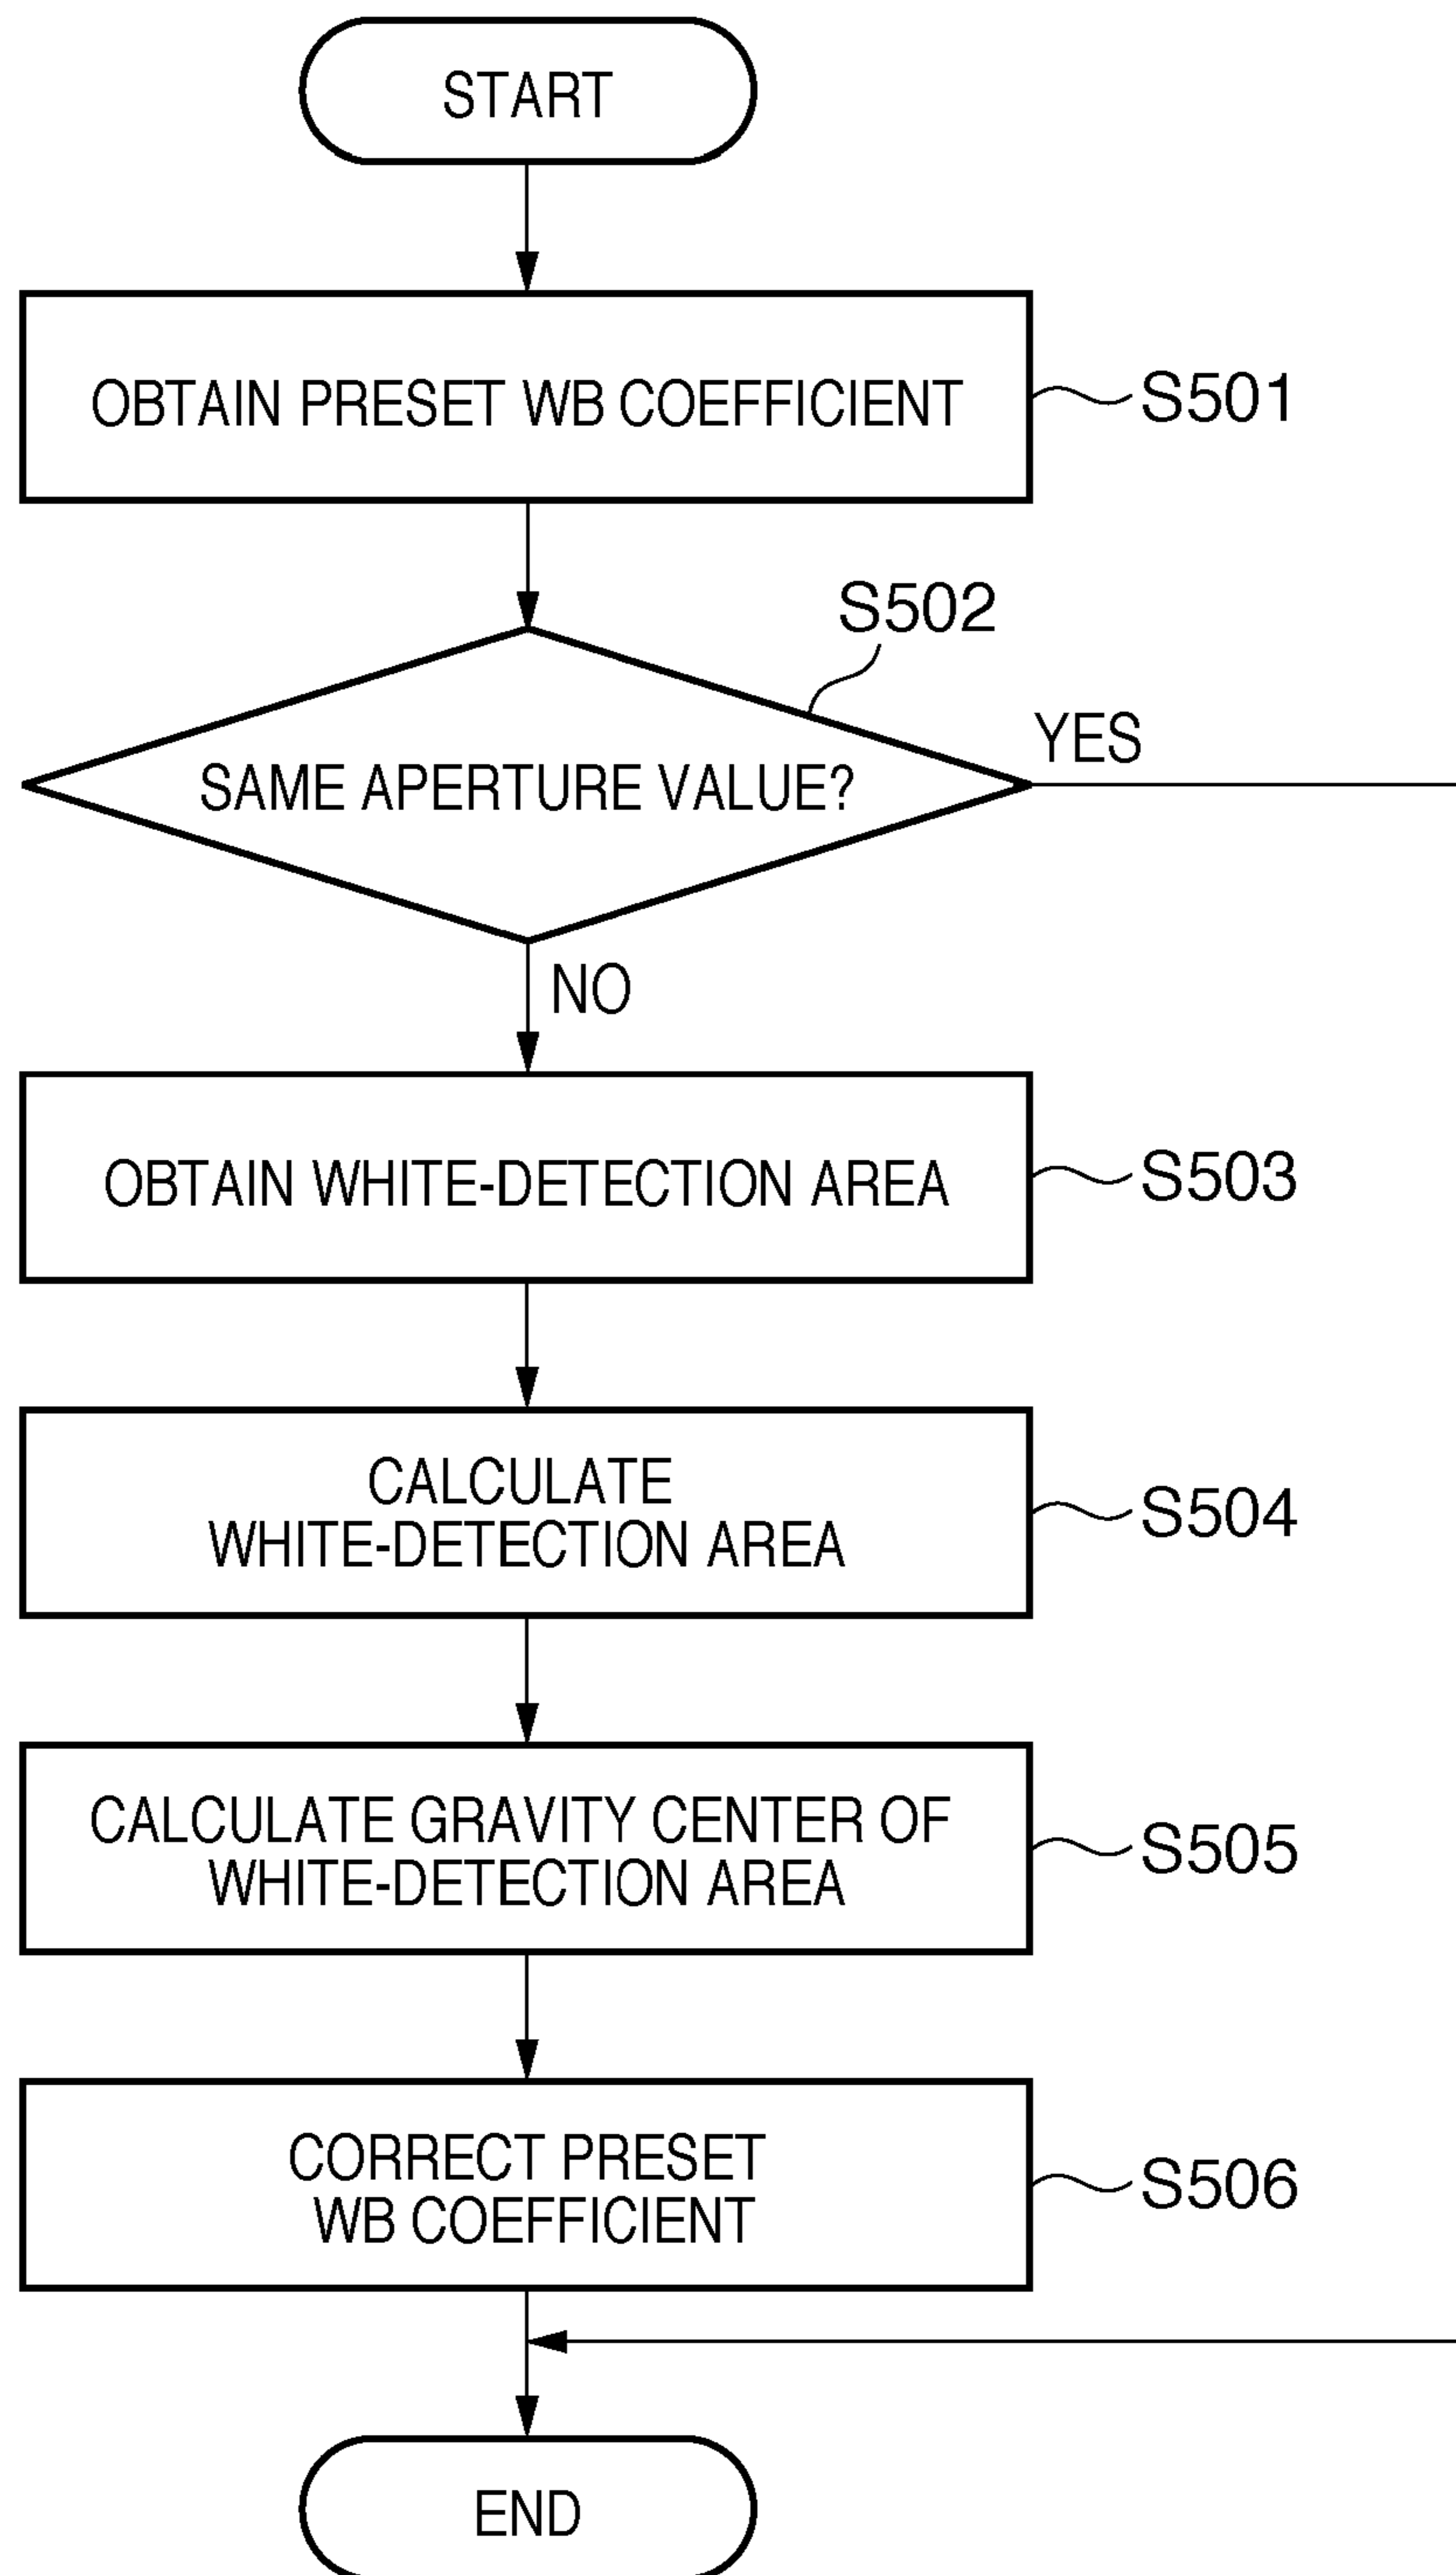 START
OBTAIN PRESET WB COEFFICIENT
S501
S502
SAME APERTURE VALUE?
YES
NO
OBTAIN WHITE-DETECTION AREA
S503
CALCULATE
WHITE-DETECTION AREA
S504
CALCULATE GRAVITY CENTER OF
WHITE-DETECTION AREA
S505
CORRECT PRESET
WB COEFFICIENT
S506
END